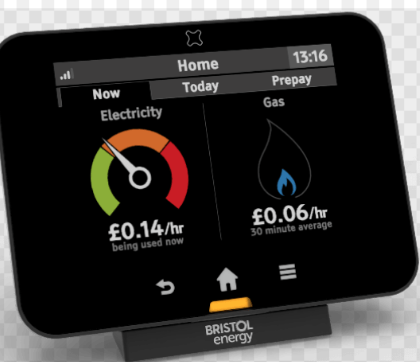 Home
13:16
Now
Today
Prepay
Electricity
Gas
£0.14/hr
being used now
£0.06/hr
30 minute average
BRISTOL
energy